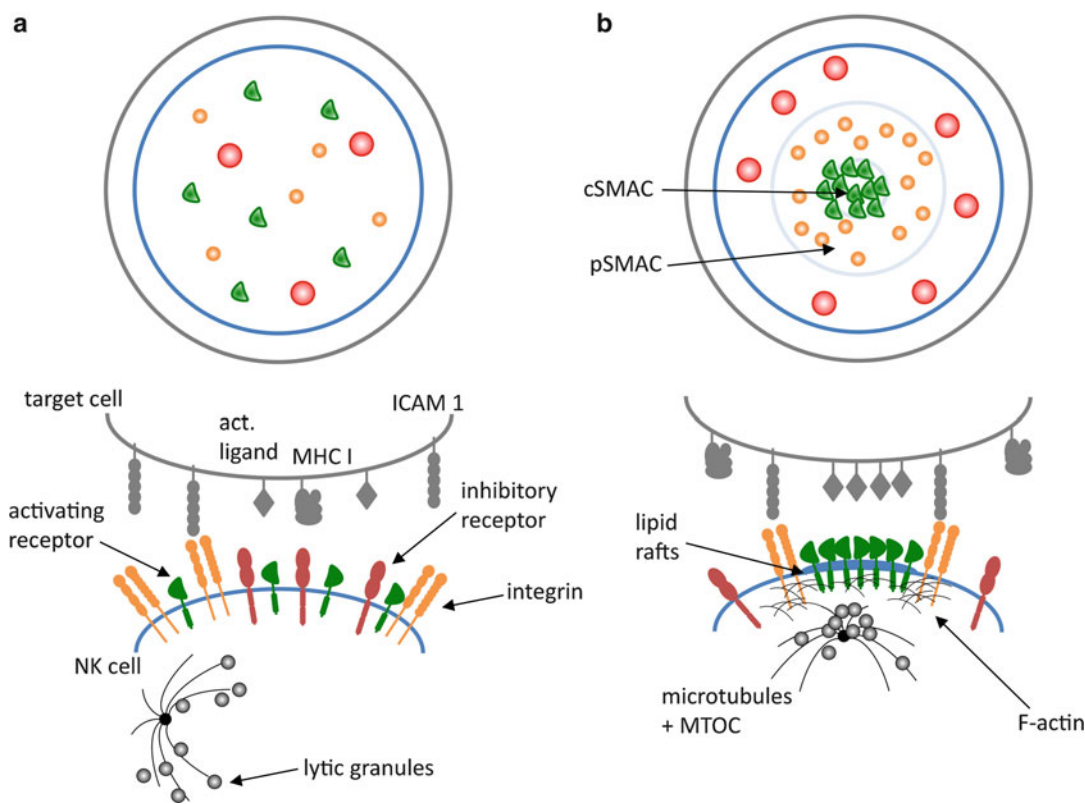 a
b
cSMAC
pSMAC
target cell
ICAM 1
act.
ligand
MHC I
activating
receptor
inhibitory
receptor
integrin
NK cell
lytic granules
lipid
rafts
microtubules
+ MTOC
F-actin